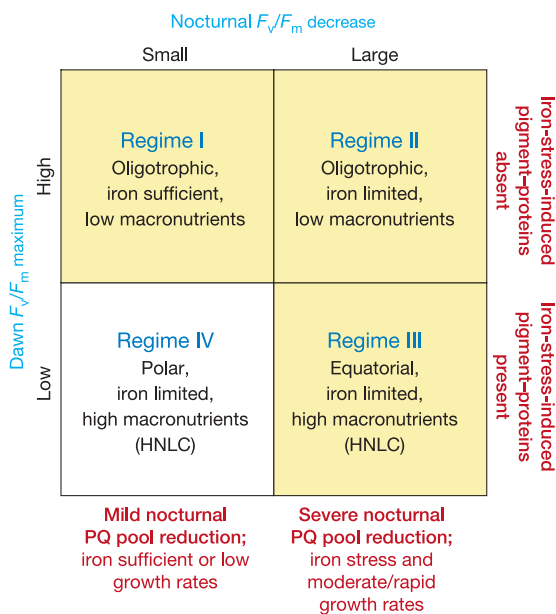 Nocturnal Fv/Fm decrease
Small
Large
Dawn Fv/Fm maximum
High
Low
Regime I
Oligotrophic,
iron sufficient,
low macronutrients
Regime II
Oligotrophic,
iron limited,
low macronutrients
Iron-stress-induced
pigment–proteins
absent
Regime IV
Polar,
iron limited,
high macronutrients
(HNLC)
Regime III
Equatorial,
iron limited,
high macronutrients
(HNLC)
Iron-stress-induced
pigment–proteins
present
Mild nocturnal
PQ pool reduction;
iron sufficient or low
growth rates
Severe nocturnal
PQ pool reduction;
iron stress and
moderate/rapid
growth rates